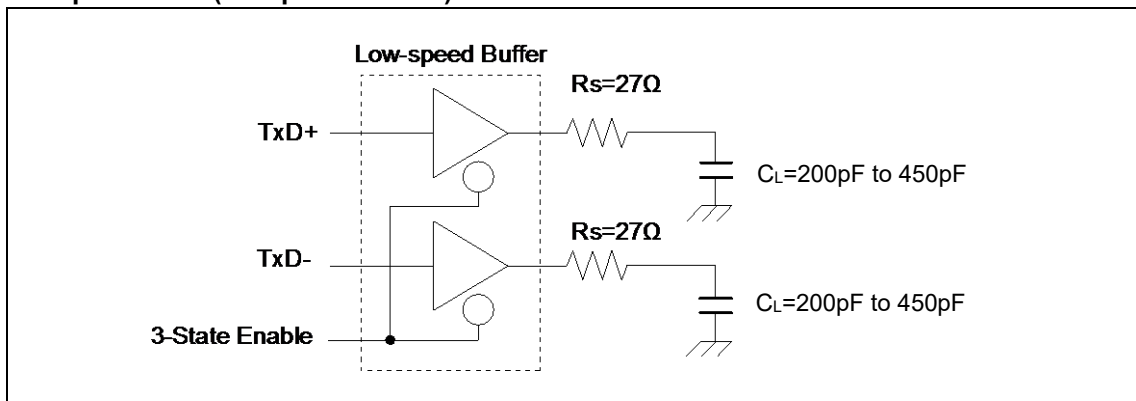 Low-speed Buffer
Rs=27Ω
TxD+
CL=200pF to 450pF
Rs=27Ω
TxD-
CL=200pF to 450pF
3-State Enable